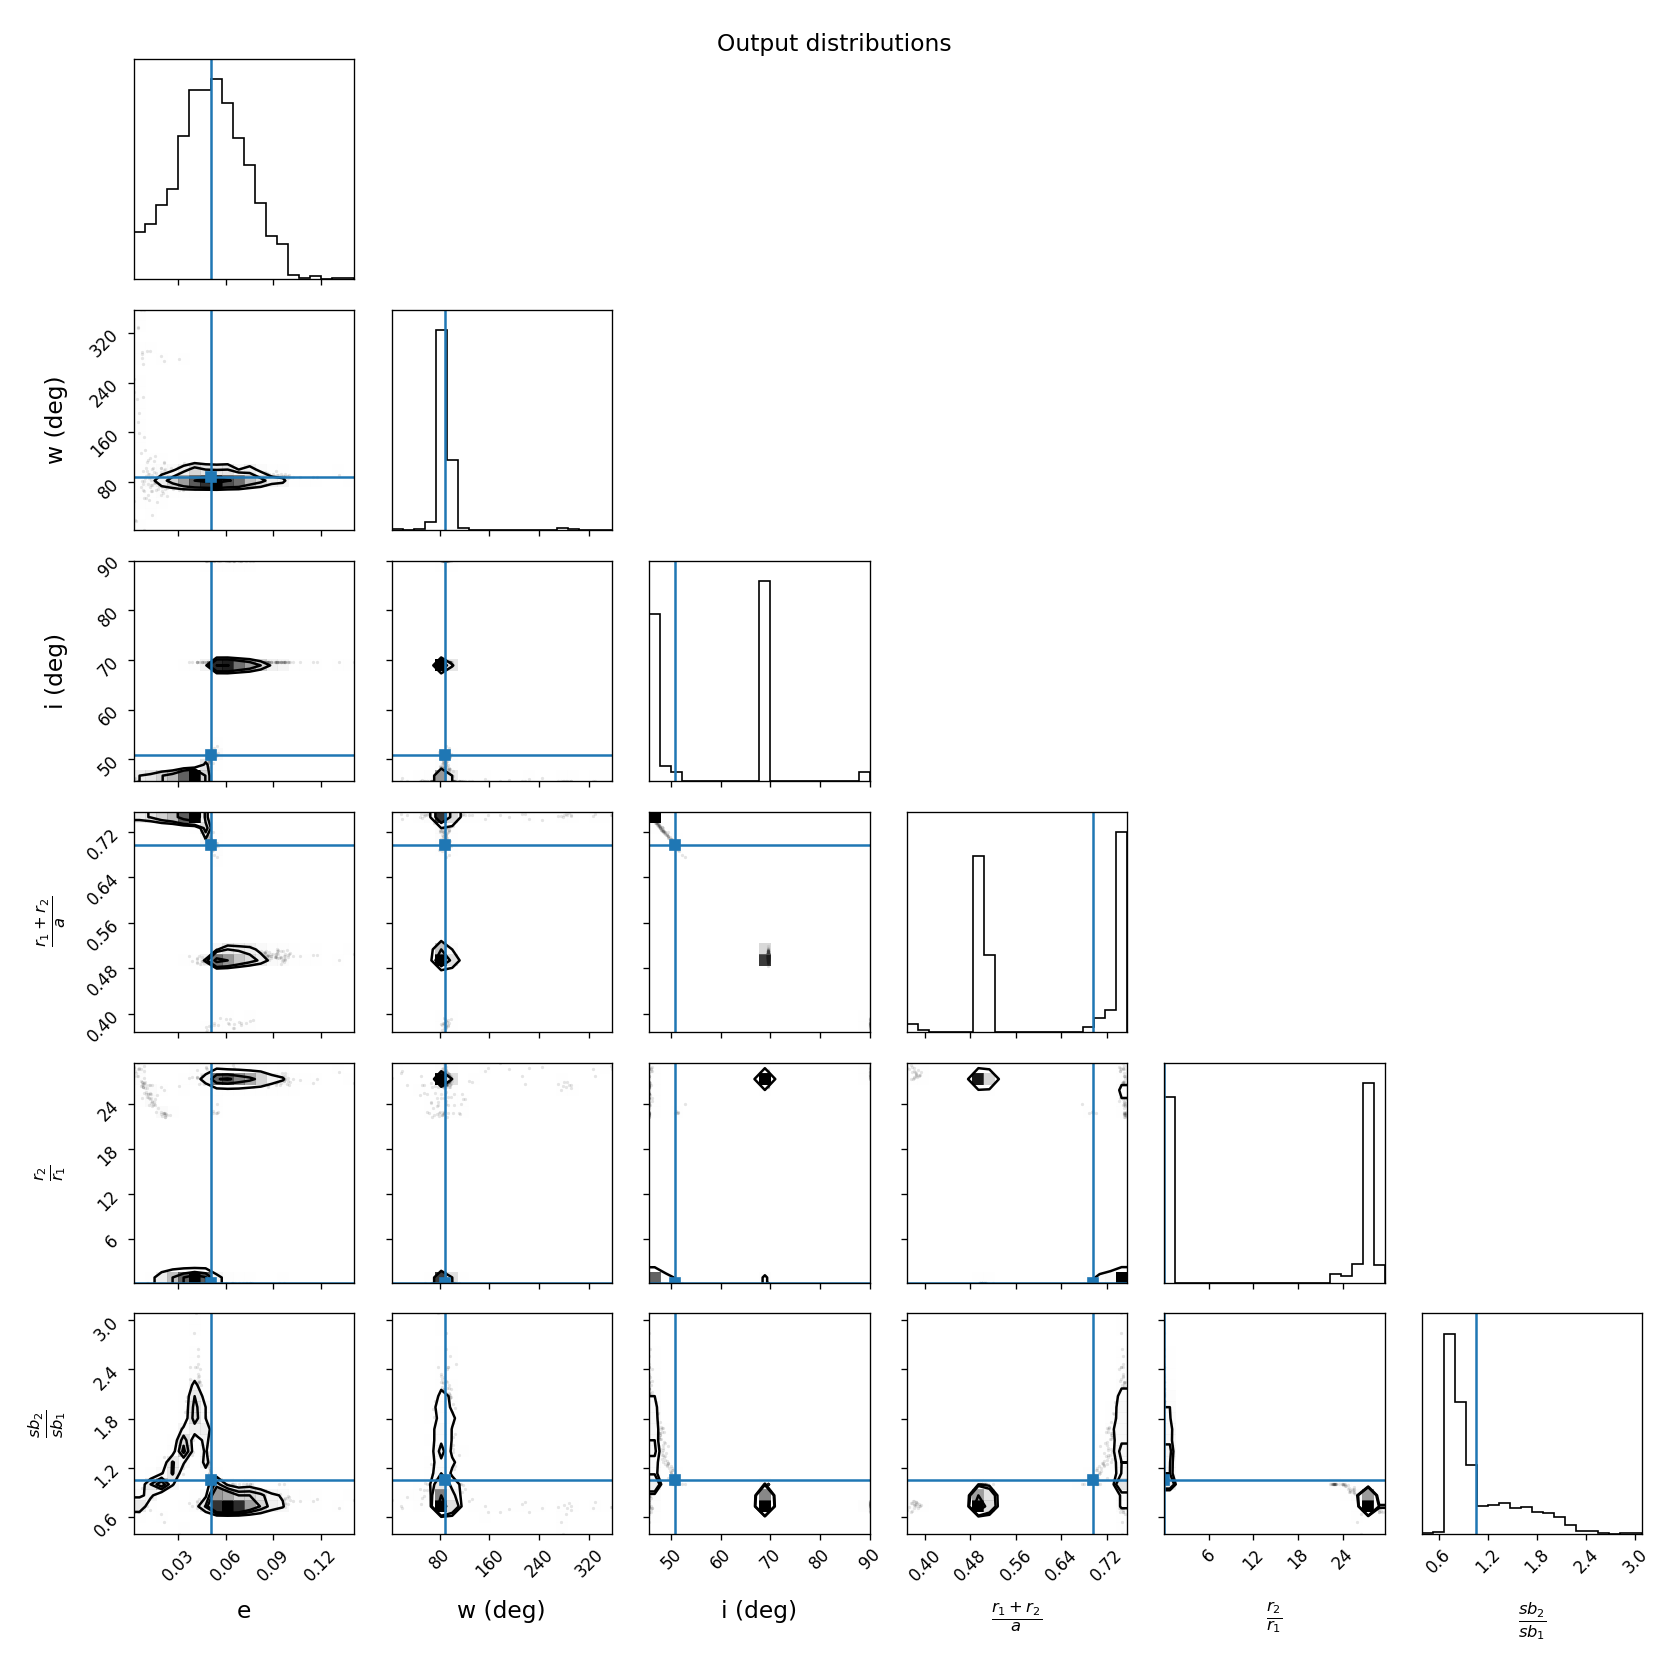 Output distributions
320
240
160
80
w (deg)
90
80
70
60
50
i (deg)
0.72
0.64
0.56
0.48
0.40
r₁ + r₂
a
24
18
12
6
r₂
r₁
3.0
2.4
1.8
1.2
0.6
sb₂
sb₁
0.03 0.06 0.09 0.12
80 160 240 320
50 60 70 80 90
0.40 0.48 0.56 0.64 0.72
6 12 18 24
0.6 1.2 1.8 2.4 3.0
e
w (deg)
i (deg)
r₁ + r₂
a
r₂
r₁
sb₂
sb₁